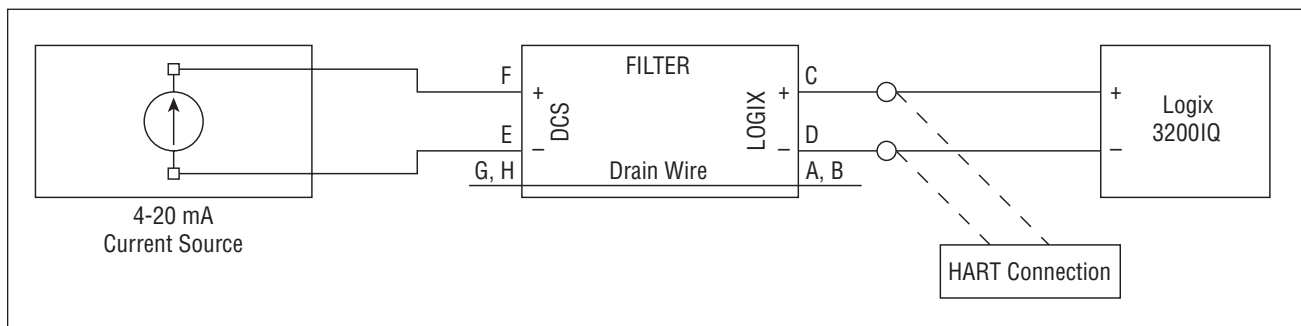 FILTER
F
C
+
+
+
DCS
LOGIX
Logix
3200IQ
E
D
−
−
−
G, H
Drain Wire
A, B
4-20 mA
Current Source
HART Connection